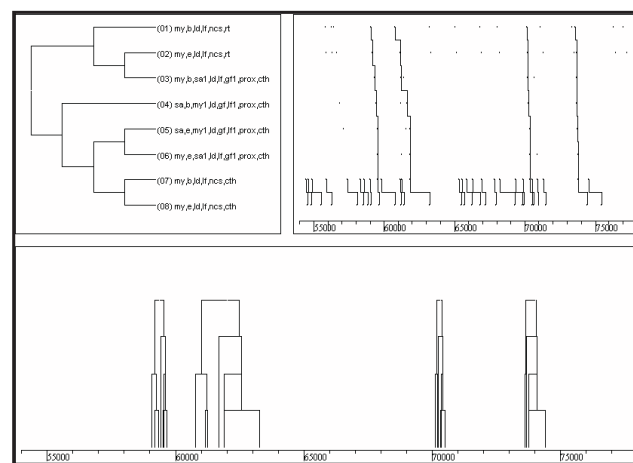 (01) my,b,ld,lf,ncs,rt
(02) my,e,ld,lf,ncs,rt
(03) my,b,sa1,ld,lf,gf1,prox,cth
(04) sa,b,my1,ld,gf,lf1,prox,cth
(05) sa,e,my1,ld,gf,lf1,prox,cth
(06) my,e,sa1,ld,lf,gf1,prox,cth
(07) my,b,ld,lf,ncs,cth
(08) my,e,ld,lf,ncs,cth
55000 60000 65000 70000 75000
55000 60000 65000 70000 75000